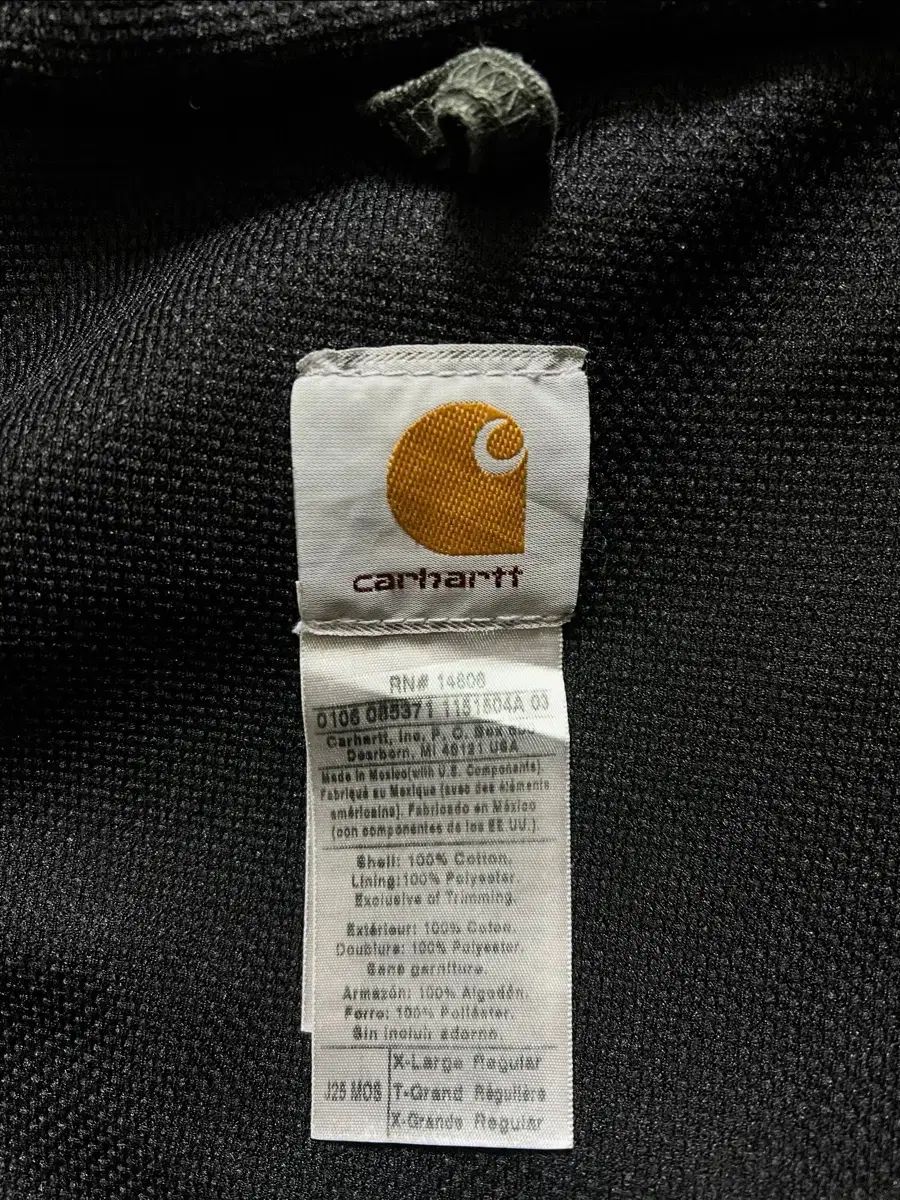 carhartt
RN# 14806
0106 085371 1151804A 03
Carhartt, Inc, P. O. Box
Dearborn, MI 48121 USA
Made in Mexico(with U.S. Components)
Fabriqué au Mexique (avec des éléments
américains). Fabricado en México
(con componentes de los EE.UU.).
Shell: 100% Cotton.
Lining:100% Polyester.
Exclusive of Trimming.
Extérieur: 100% Coton.
Doublure: 100% Polyester.
Sans garniture.
Armazón: 100% Algodón.
Forro: 100% Poliéster.
Sin incluir adorno.
J25 MOS
X-Large Regular
T-Grand Régulière
X-Grande Regular